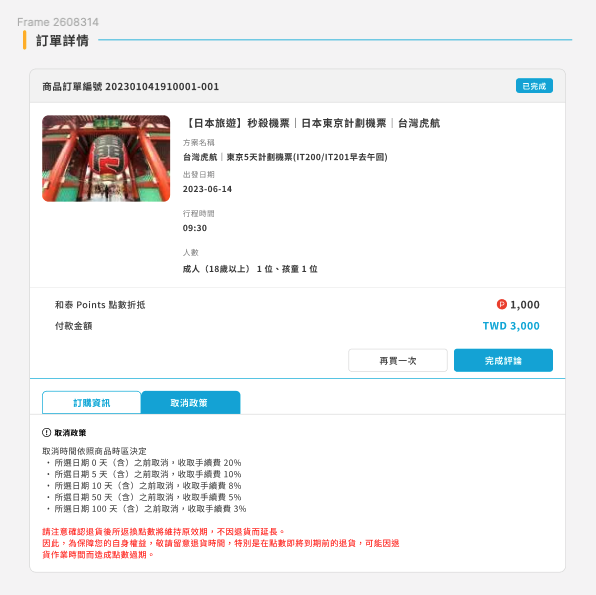 Frame 2608314
訂單詳情
商品訂單編號 202301041910001-001
已完成
【日本旅遊】秒殺機票｜日本東京計劃機票｜台灣虎航
方案名稱
台灣虎航｜東京5天計劃機票(IT200/IT201早去午回)
出發日期
2023-06-14
行程時間
09:30
人數
成人（18歲以上） 1 位、孩童 1 位
和泰 Points 點數折抵
P 1,000
付款金額
TWD 3,000
再買一次
完成評論
訂購資訊
取消政策
取消政策
取消時間依照商品時區決定
・所選日期 0 天（含）之前取消，收取手續費 20%
・所選日期 5 天（含）之前取消，收取手續費 10%
・所選日期 10 天（含）之前取消，收取手續費 8%
・所選日期 50 天（含）之前取消，收取手續費 5%
・所選日期 100 天（含）之前取消，收取手續費 3%
請注意確認退貨後所返換點數將維持原效期，不因退貨而延長。
因此，為保障您的自身權益，敬請留意退貨時間，特別是在點數即將到期前的退貨，可能因退
貨作業時間而造成點數過期。